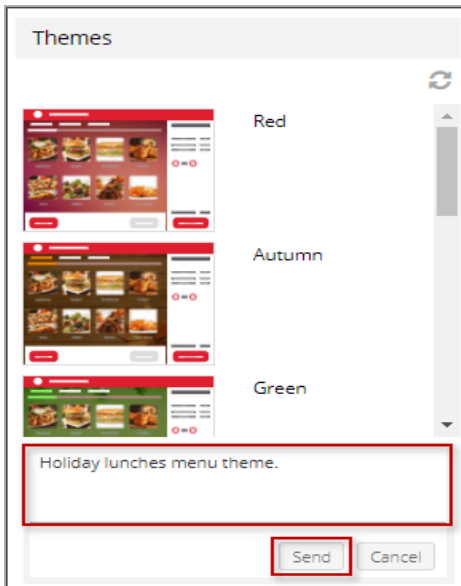 Themes
Red
Autumn
Green
Holiday lunches menu theme.
Send Cancel